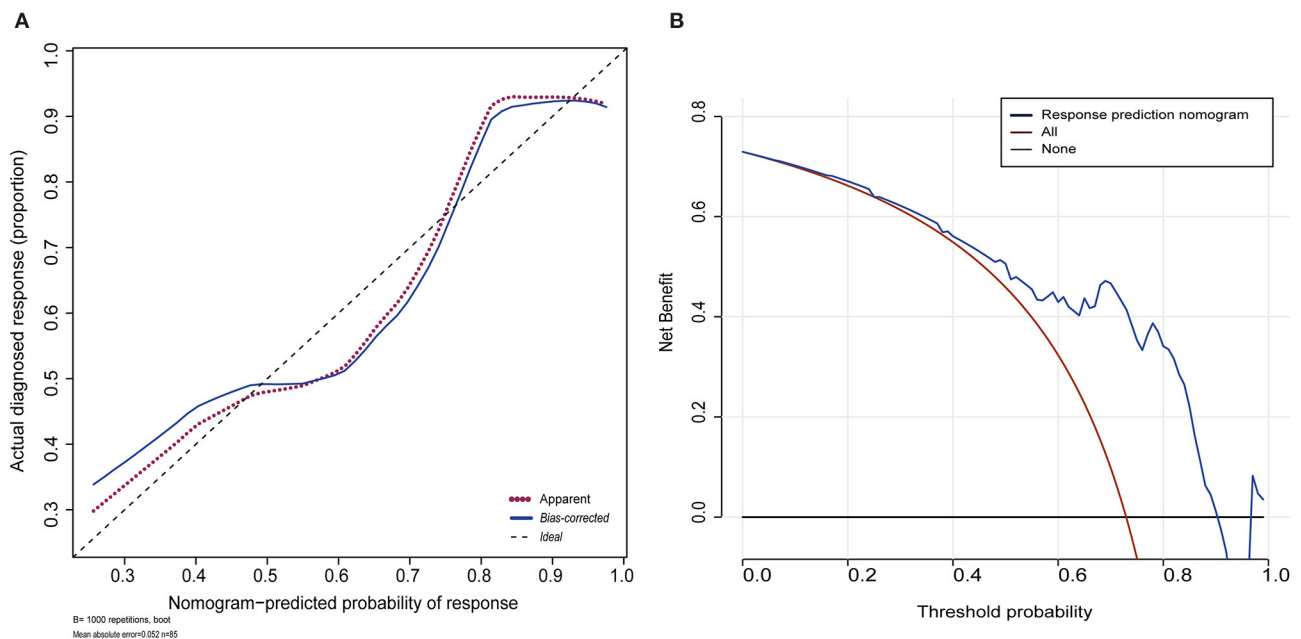 A
Actual diagnosed response (proportion)
1.0
0.9
0.8
0.7
0.6
0.5
0.4
0.3
Apparent
Bias-corrected
Ideal
0.3 0.4 0.5 0.6 0.7 0.8 0.9 1.0
Nomogram−predicted probability of response
B= 1000 repetitions, boot
Mean absolute error=0.052 n=85
B
Net Benefit
0.8
0.6
0.4
0.2
0.0
Response prediction nomogram
All
None
0.0 0.2 0.4 0.6 0.8 1.0
Threshold probability